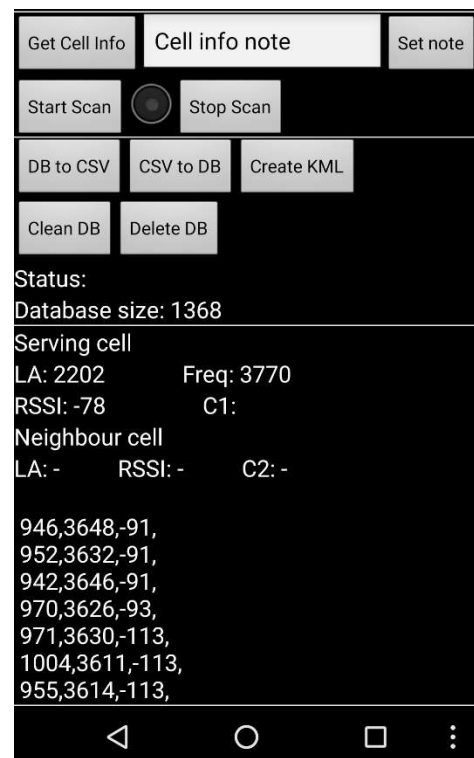 Get Cell Info Cell info note Set note
Start Scan Stop Scan
DB to CSV CSV to DB Create KML
Clean DB Delete DB
Status:
Database size: 1368
Serving cell
LA: 2202 Freq: 3770
RSSI: -78 C1:
Neighbour cell
LA: - RSSI: - C2: -
946,3648,-91,
952,3632,-91,
942,3646,-91,
970,3626,-93,
971,3630,-113,
1004,3611,-113,
955,3614,-113,